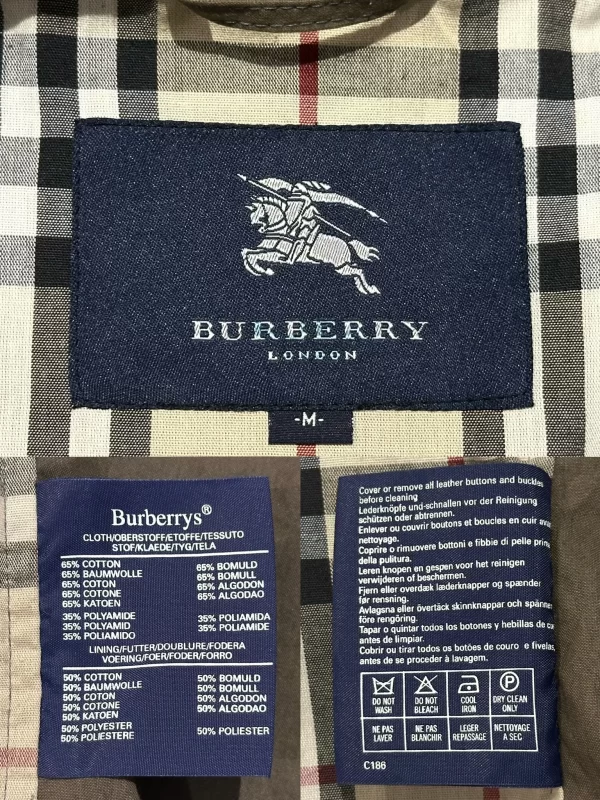 BURBERRY
LONDON
-M-
Burberrys®
CLOTH/OBERSTOFF/ETOFFE/TESSUTO
STOF/KLAEDE/TYG/TELA
65% COTTON
65% BAUMWOLLE
65% COTON
65% COTONE
65% KATOEN
65% BOMULD
65% BOMULL
65% ALGODON
65% ALGODAO
35% POLYAMIDE
35% POLYAMID
35% POLIAMIDO
35% POLIAMIDA
35% POLIAMIDE
LINING/FUTTER/DOUBLURE/FODERA
VOERING/FOER/FODER/FORRO
50% COTTON
50% BAUMWOLLE
50% COTON
50% COTONE
50% KATOEN
50% BOMULD
50% BOMULL
50% ALGODON
50% ALGODAO
50% POLYESTER
50% POLIESTERE
50% POLIESTER
Cover or remove all leather buttons and buckles
before cleaning
Lederknöpfe und-schnallen vor der Reinigung
schützen oder abtrennen.
Enlever ou couvrir boutons et boucles en cuir
nettoyage.
Coprire o rimuovere bottoni e fibbie di pelle
della pulitura.
Leren knopen en gespen voor het reinigen
verwijderen of beschermen.
Fjern eller overdæk læderknapper og spænder
før rensning.
Avlagsna eller övertäck skinnknappar och
före rengöring.
Tapar o quintar todos los botones y hebillas de
antes de limpiar.
Cobrir ou tirar todos os botões de couro e fivelas,
antes de se proceder à lavagem.
DO NOT
WASH
DO NOT
BLEACH
COOL
IRON
P
DRY CLEAN
ONLY
NE PAS
LAVER
NE PAS
BLANCHIR
LEGER
REPASSAGE
NETTOYAGE
A SEC
C186